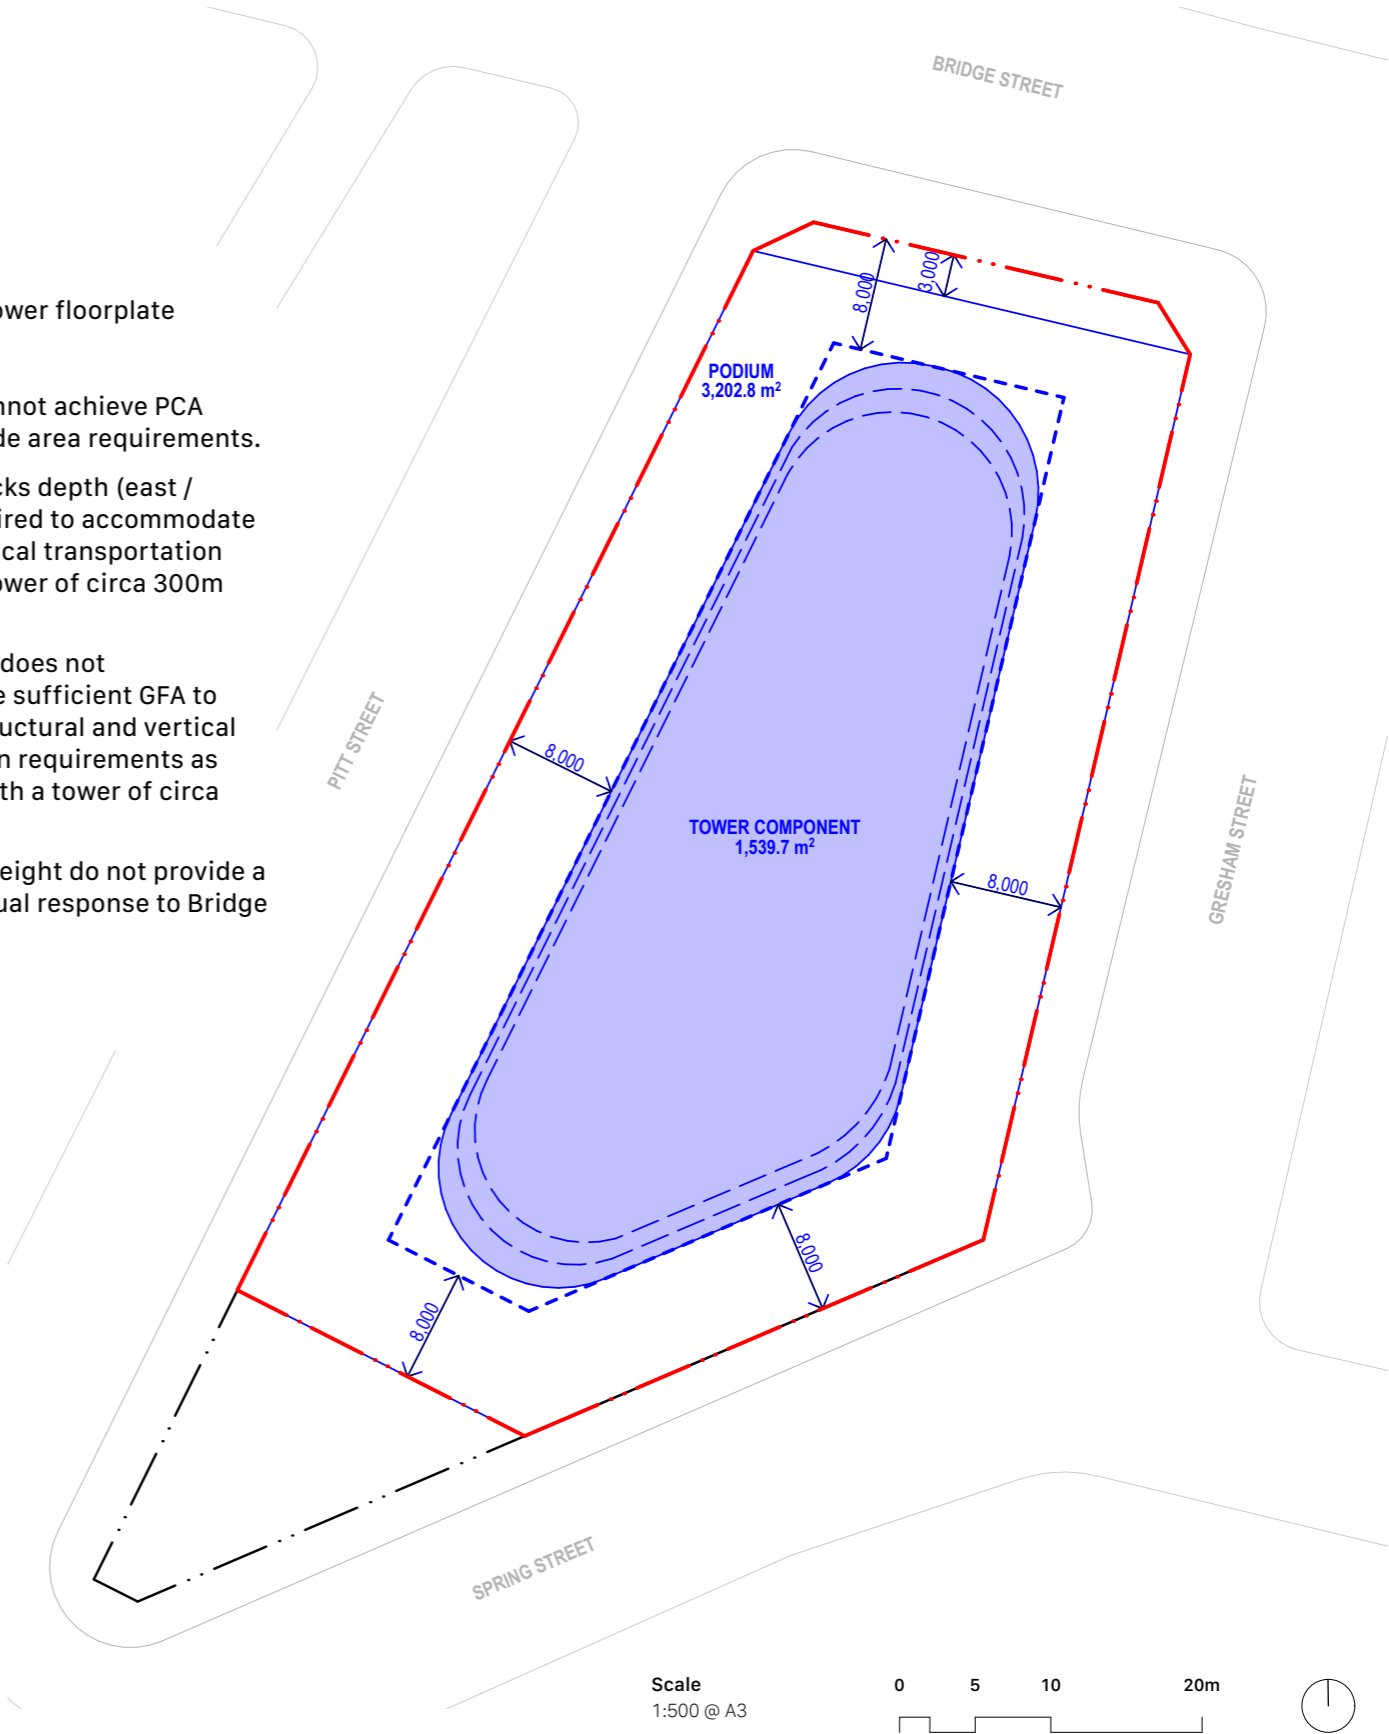 BRIDGE STREET
3,000
8,000
ower floorplate
PODIUM
3,202.8 m²
nnot achieve PCA
de area requirements.
cks depth (east /
ired to accommodate
ical transportation
ower of circa 300m
does not
e sufficient GFA to
uctural and vertical
n requirements as
th a tower of circa
PITT STREET
8,000
TOWER COMPONENT
1,539.7 m²
GRESHAM STREET
8,000
eight do not provide a
ual response to Bridge
8,000
8,000
SPRING STREET
Scale
1:500 @ A3
0 5 10 20m